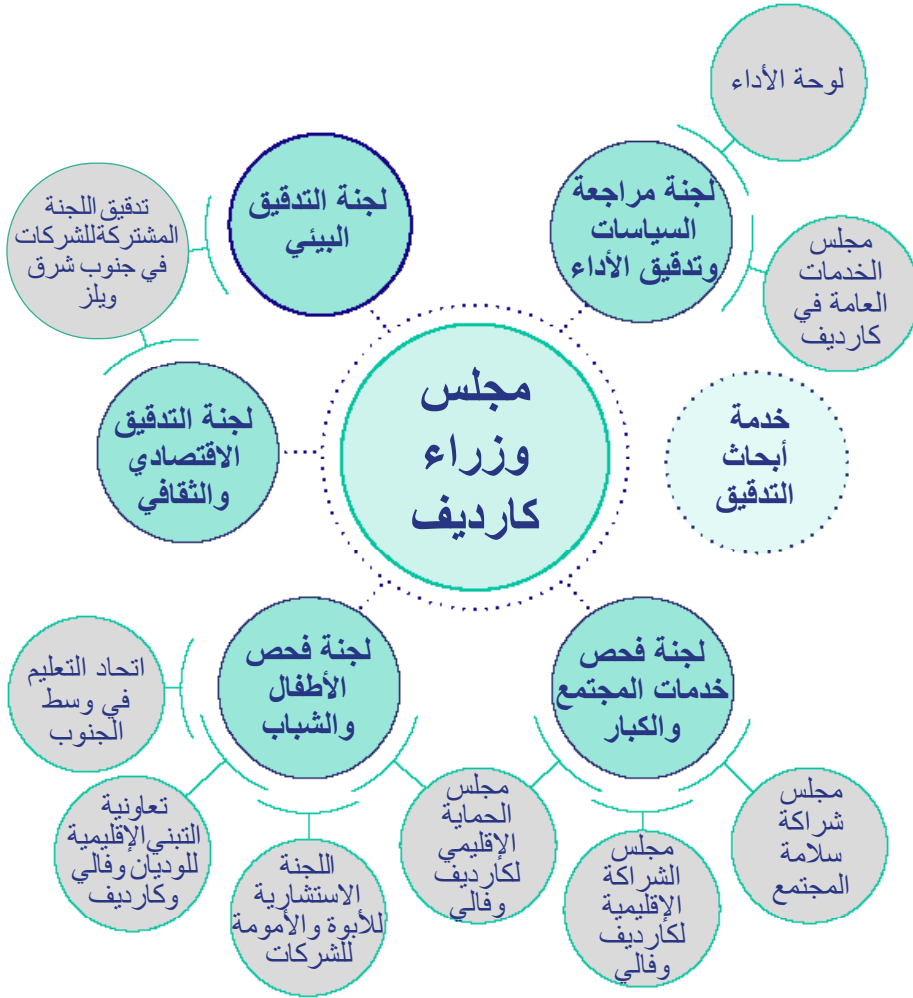 لوحة الأداء
لجنة مراجعة
السياسات
وتدقيق الأداء
مجلس
الخدمات
العامة في
كارديف
لجنة التدقيق
البيئي
تدقيق اللجنة
المشتركة للشركات
في جنوب شرق
ويلز
مجلس
وزراء
كارديف
خدمة
أبحاث
التدقيق
لجنة التدقيق
الاقتصادي
والثقافي
لجنة فحص
خدمات المجتمع
والكبار
لجنة فحص
الأطفال
والشباب
اتحاد التعليم
في وسط
الجنوب
مجلس
شراكة
سلامة
المجتمع
مجلس
الشراكة
الإقليمية
لكارديف
وفالي
مجلس
الحماية
الإقليمي
لكارديف
وفالي
اللجنة
الاستشارية
للأبوة والأمومة
للشركات
تعاونية
التبني الإقليمية
للوديان وفالي
وكارديف